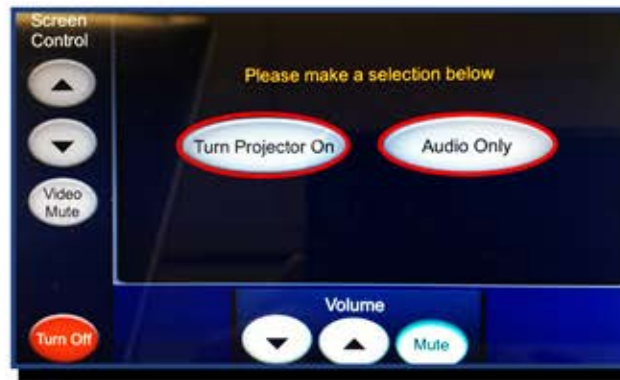 Screen
Control
Please make a selection below
Turn Projector On
Audio Only
Video
Mute
Volume
Turn Off
Mute